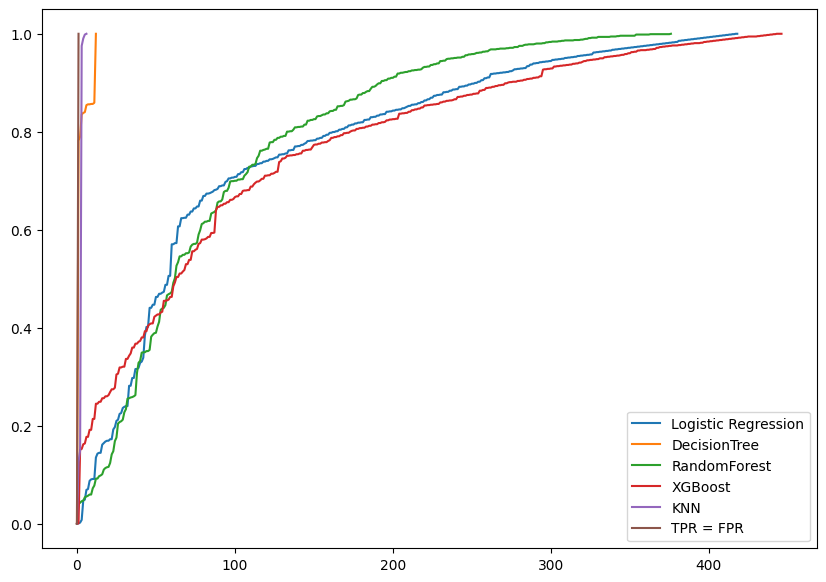 1.0
0.8
0.6
0.4
0.2
0.0
0 100 200 300 400
Logistic Regression
DecisionTree
RandomForest
XGBoost
KNN
TPR = FPR